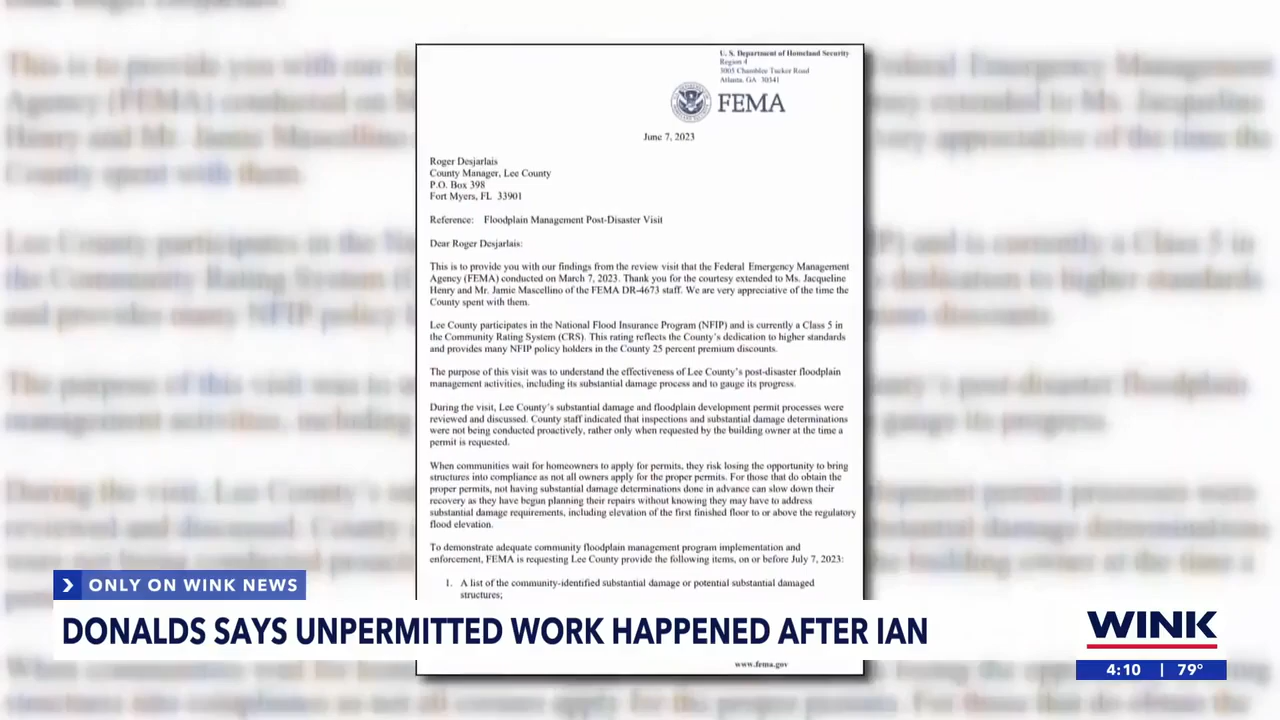 U. S. Department of Homeland Security
Region 4
3005 Chamblee Tucker Road
Atlanta, GA 30341
FEMA
June 7, 2023
Roger Desjarlais
County Manager, Lee County
P.O. Box 398
Fort Myers, FL 33901
Reference: Floodplain Management Post-Disaster Visit
Dear Roger Desjarlais:
This is to provide you with our findings from the review visit that the Federal Emergency Management
Agency (FEMA) conducted on March 7, 2023. Thank you for the courtesy extended to Ms. Jacqueline
Henry and Mr. Jamie Mascellino of the FEMA DR-4673 staff. We are very appreciative of the time the
County spent with them.
Lee County participates in the National Flood Insurance Program (NFIP) and is currently a Class 5 in
the Community Rating System (CRS). This rating reflects the County's dedication to higher standards
and provides many NFIP policy holders in the County 25 percent premium discounts.
The purpose of this visit was to understand the effectiveness of Lee County's post-disaster floodplain
management activities, including its substantial damage process and to gauge its progress.
During the visit, Lee County's substantial damage and floodplain development permit processes were
reviewed and discussed. County staff indicated that inspections and substantial damage determinations
were not being conducted proactively, rather only when requested by the building owner at the time a
permit is requested.
When communities wait for homeowners to apply for permits, they risk losing the opportunity to bring
structures into compliance as not all owners apply for the proper permits. For those that do obtain the
proper permits, not having substantial damage determinations done in advance can slow down their
recovery as they have begun planning their repairs without knowing they may have to address
substantial damage requirements, including elevation of the first finished floor to or above the regulatory
flood elevation.
To demonstrate adequate community floodplain management program implementation and
enforcement, FEMA is requesting Lee County provide the following items, on or before July 7, 2023:
1. A list of the community-identified substantial damage or potential substantial damaged
structures;
ONLY ON WINK NEWS
DONALDS SAYS UNPERMITTED WORK HAPPENED AFTER IAN
WINK
4:10 | 79°
www.fema.gov